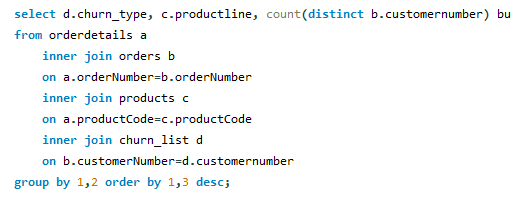 select d.churn_type, c.productline, count(distinct b.customernumber) bu
from orderdetails a
inner join orders b
on a.orderNumber=b.orderNumber
inner join products c
on a.productCode=c.productCode
inner join churn_list d
on b.customerNumber=d.customernumber
group by 1,2 order by 1,3 desc;